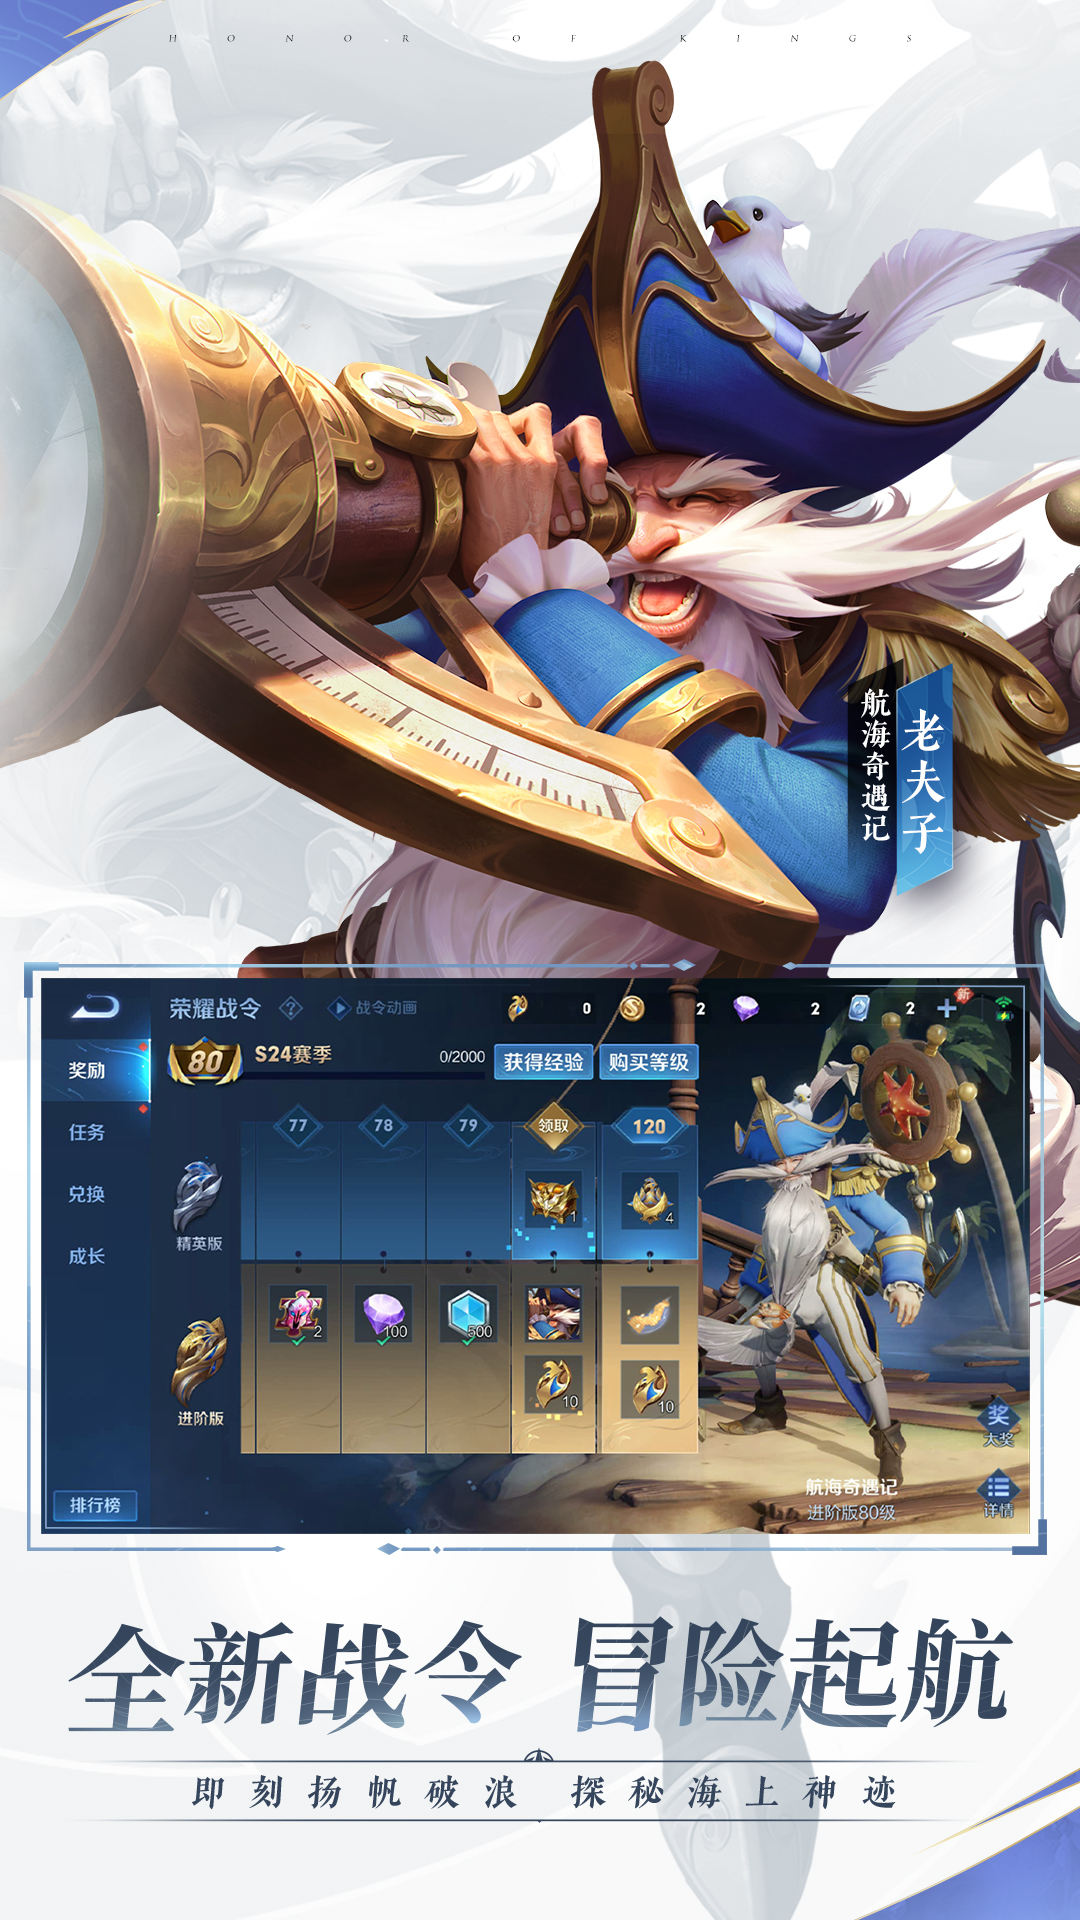 HONOR OF KINGS
老夫子
航海奇遇记
荣耀战令 ? 战令动画 0 2 2 2 新
奖励
任务
兑换
成长
排行榜
80 S24赛季 0/2000 获得经验 购买等级
77 78 79 领取 120
精英版
1 4
进阶版
2 100 500
10 10
奖
大奖
详情
航海奇遇记
进阶版80级
全新战令 冒险起航
即刻扬帆破浪 探秘海上神迹